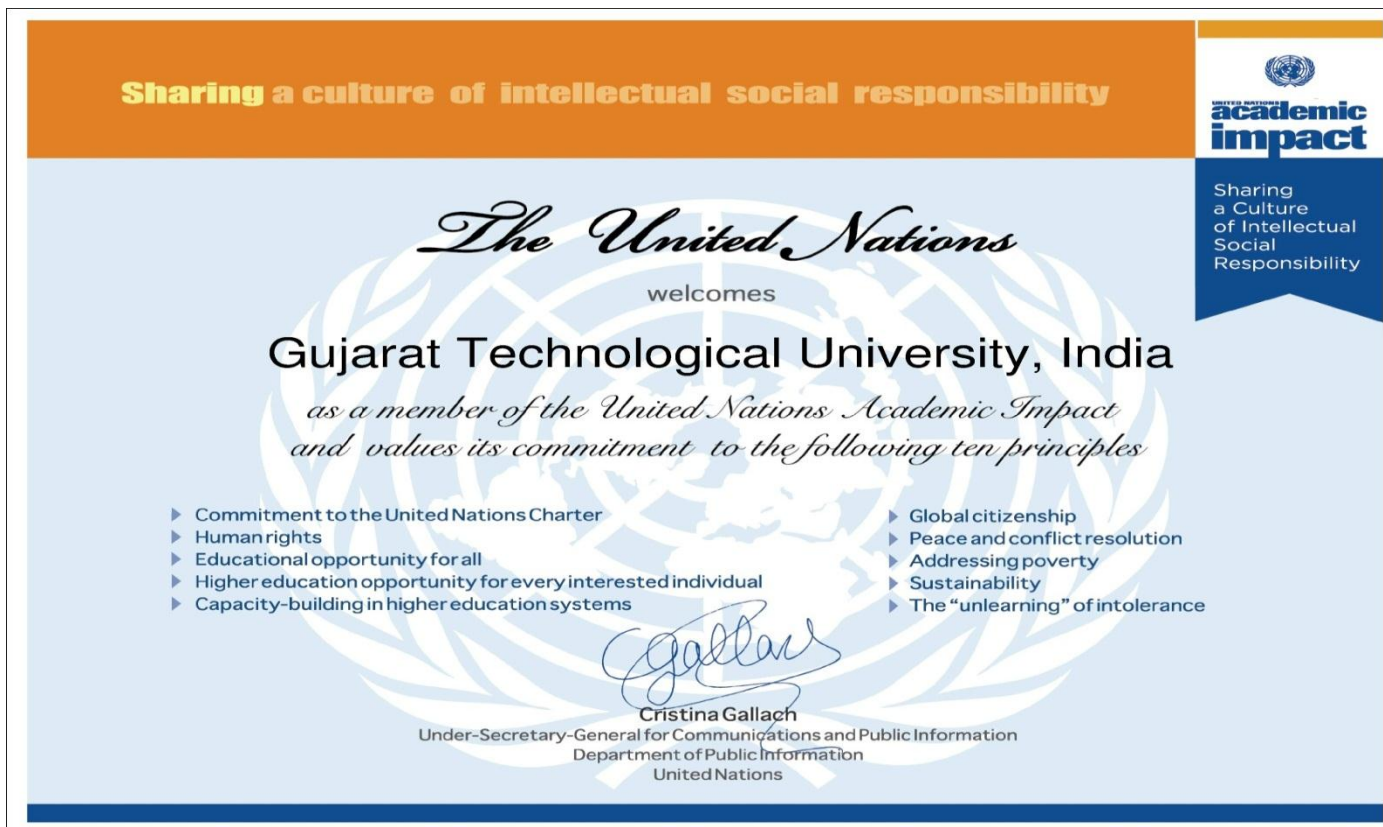 Sharing a culture of intellectual social responsibility
UNITED NATIONS
academic
impact
Sharing
a Culture
of Intellectual
Social
Responsibility
The United Nations
welcomes
Gujarat Technological University, India
as a member of the United Nations Academic Impact
and values its commitment to the following ten principles
Commitment to the United Nations Charter
Human rights
Educational opportunity for all
Higher education opportunity for every interested individual
Capacity-building in higher education systems
Global citizenship
Peace and conflict resolution
Addressing poverty
Sustainability
The “unlearning” of intolerance
CGallach
Cristina Gallach
Under-Secretary-General for Communications and Public Information
Department of Public Information
United Nations